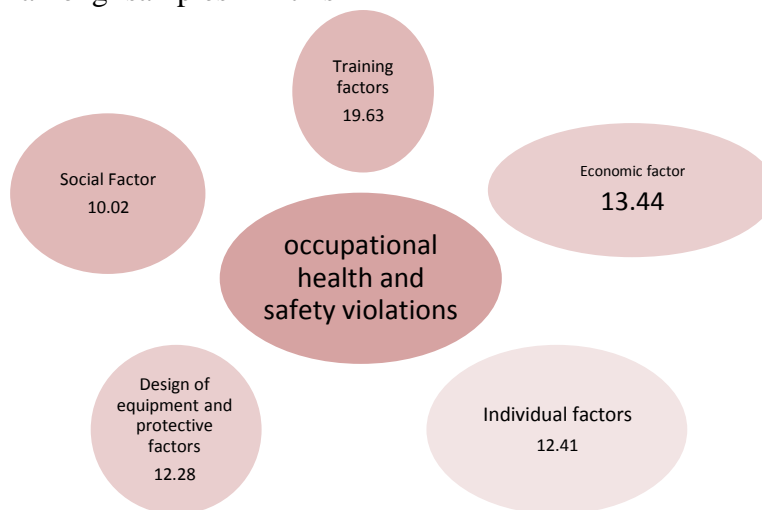 Training
factors
19.63
Social Factor
10.02
Economic factor
13.44
occupational
health and
safety violations
Design of
equipment and
protective
factors
12.28
Individual factors
12.41